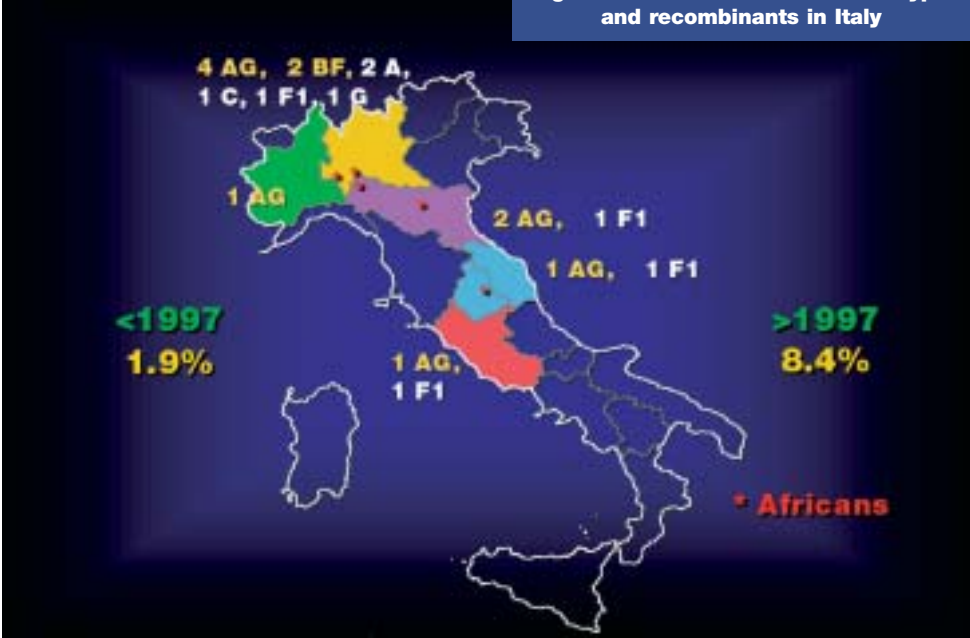 and recombinants in Italy
4 AG, 2 BF, 2 A,
1 C, 1 F1, 1 G
1 AG
2 AG, 1 F1
1 AG, 1 F1
<1997
1.9%
>1997
8.4%
1 AG,
1 F1
* Africans